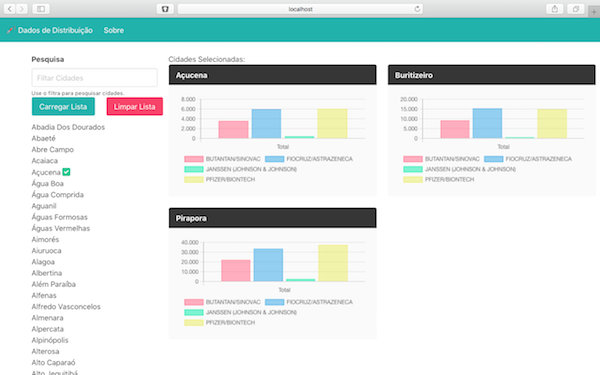 localhost
Dados de Distribuição Sobre
Pesquisa
Filtrar Cidades
Use o filtra para pesquisar cidades.
Carregar Lista Limpar Lista
Abadia Dos Dourados
Abaeté
Abre Campo
Acaiaca
Açucena
Água Boa
Água Comprida
Aguanil
Águas Formosas
Águas Vermelhas
Aimorés
Aiuruoca
Alagoa
Albertina
Além Paraíba
Alfenas
Alfredo Vasconcelos
Almenara
Alpercata
Alpinópolis
Alterosa
Alto Caparaó
Alto Jequitibá
Cidades Selecionadas:
Açucena
8.000
6.000
4.000
2.000
0
Total
BUTANTAN/SINOVAC FIOCRUZ/ASTRAZENECA
JANSSEN (JOHNSON & JOHNSON)
PFIZER/BIONTECH
Buritizeiro
20.000
15.000
10.000
5.000
0
Total
BUTANTAN/SINOVAC FIOCRUZ/ASTRAZENECA
JANSSEN (JOHNSON & JOHNSON)
PFIZER/BIONTECH
Pirapora
40.000
30.000
20.000
10.000
0
Total
BUTANTAN/SINOVAC FIOCRUZ/ASTRAZENECA
JANSSEN (JOHNSON & JOHNSON)
PFIZER/BIONTECH